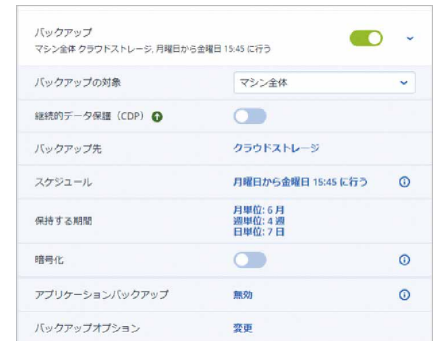 バックアップ
マシン全体 クラウドストレージ, 月曜日から金曜日 15:45 に行う
バックアップの対象
マシン全体
継続的データ保護（CDP）
バックアップ先
クラウドストレージ
スケジュール
月曜日から金曜日 15:45 に行う
保持する期間
月単位: 6 月
週単位: 4 週
日単位: 7 日
暗号化
アプリケーションバックアップ
無効
バックアップオプション
変更